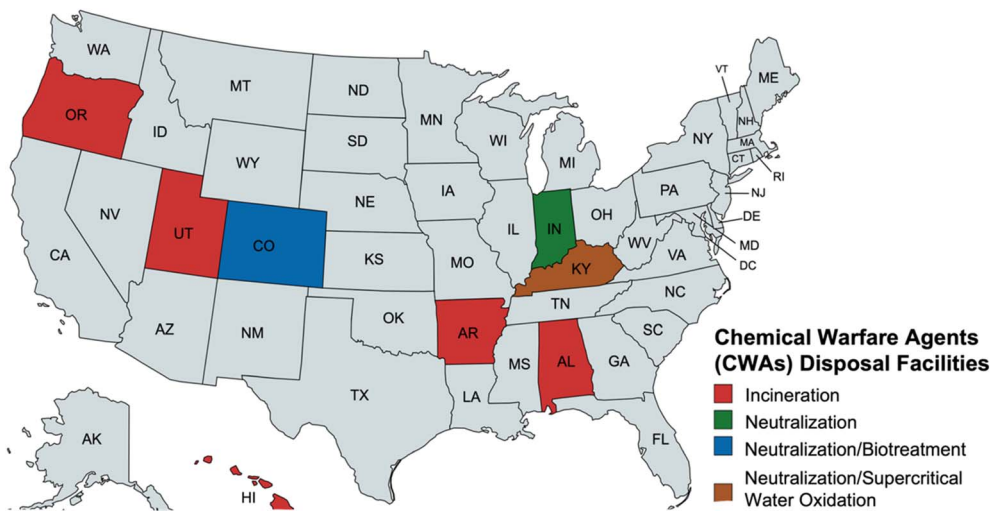 WA
MT
ND
MN
VT
ME
OR
ID
SD
WI
MI
NY
NH
MA
CT
RI
WY
NE
IA
PA
NJ
NV
UT
CO
IL
IN
OH
DE
CA
KS
MO
KY
WV
VA
MD
DC
AZ
NM
OK
AR
TN
NC
SC
MS
AL
GA
TX
LA
FL
AK
HI
Chemical Warfare Agents
(CWAs) Disposal Facilities
Incineration
Neutralization
Neutralization/Biotreatment
Neutralization/Supercritical
Water Oxidation